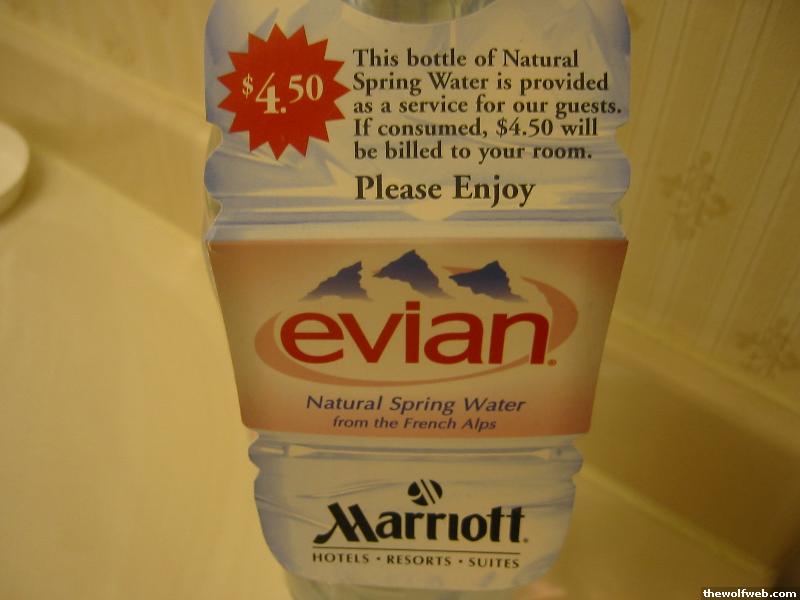 $4.50
This bottle of Natural
Spring Water is provided
as a service for our guests.
If consumed, $4.50 will
be billed to your room.
Please Enjoy
evian.
Natural Spring Water
from the French Alps
Marriott.
HOTELS • RESORTS • SUITES
thewolfweb.com